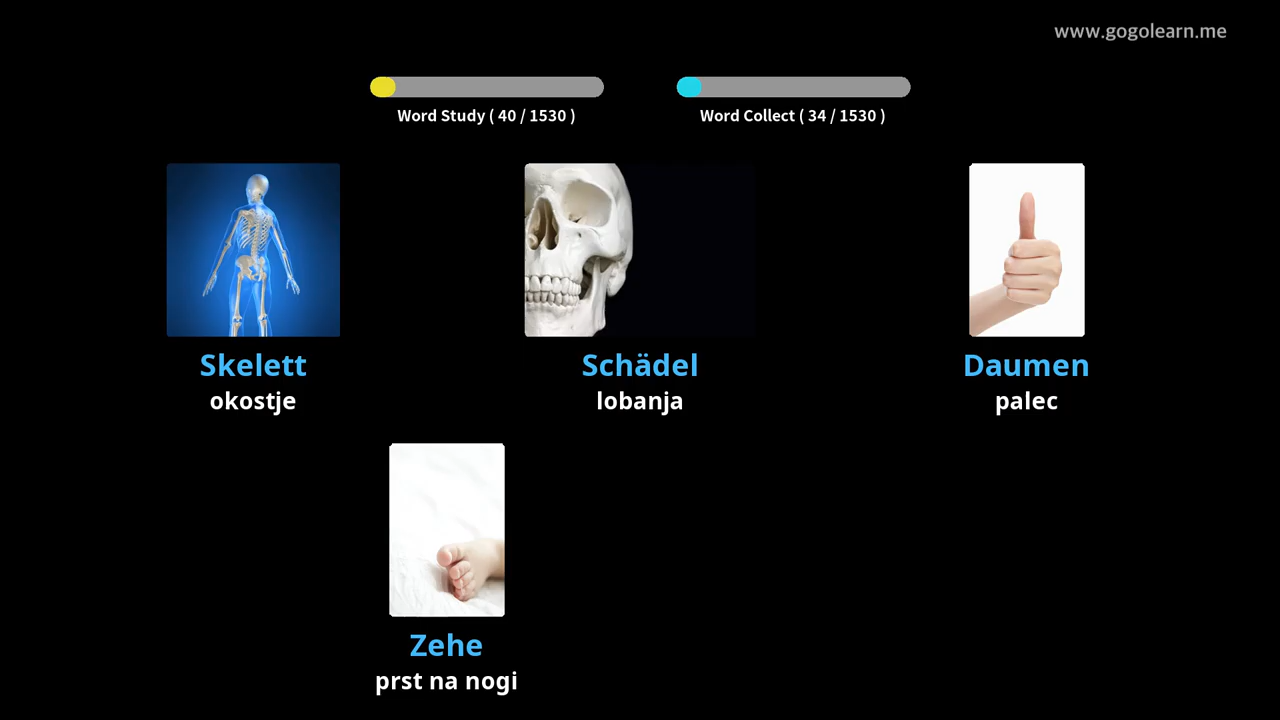 www.gogolearn.me
Word Study ( 40 / 1530 )
Word Collect ( 34 / 1530 )
Skelett
okostje
Schädel
lobanja
Daumen
palec
Zehe
prst na nogi